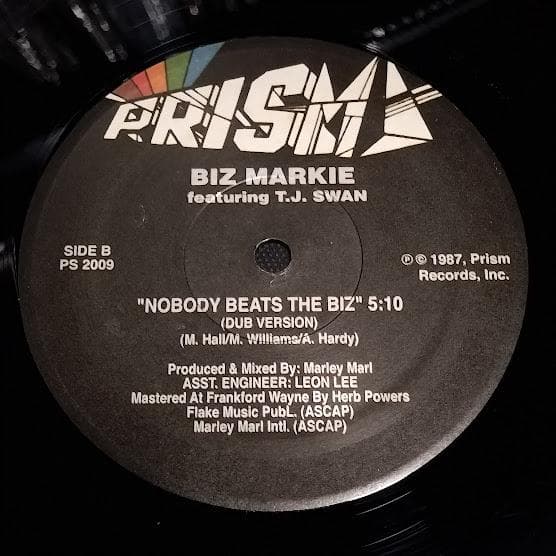 PRISM
BIZ MARKIE
featuring T.J. SWAN
SIDE B
PS 2009
℗ © 1987, Prism
Records, Inc.
"NOBODY BEATS THE BIZ" 5:10
(DUB VERSION)
(M. Hall/M. Williams/A. Hardy)
Produced & Mixed By: Marley Marl
ASST. ENGINEER: LEON LEE
Mastered At Frankford Wayne By Herb Powers
Flake Music PubL. (ASCAP)
Marley Marl Intl. (ASCAP)